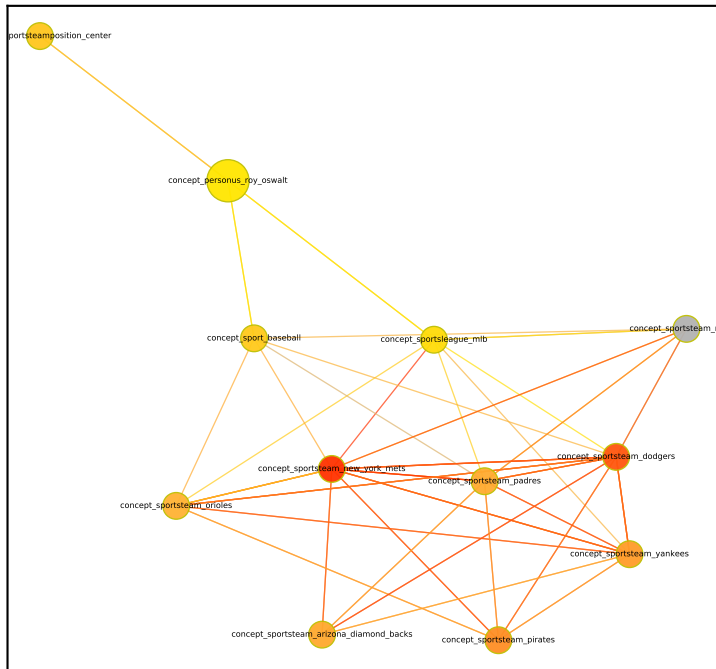 portsteamposition_center
concept_personus_roy_oswalt
concept_sportsteam_
concept_sport_baseball
concept_sportsleague_mlb
concept_sportsteam_dodgers
concept_sportsteam_new_york_mets
concept_sportsteam_padres
concept_sportsteam_orioles
concept_sportsteam_yankees
concept_sportsteam_arizona_diamond_backs
concept_sportsteam_pirates